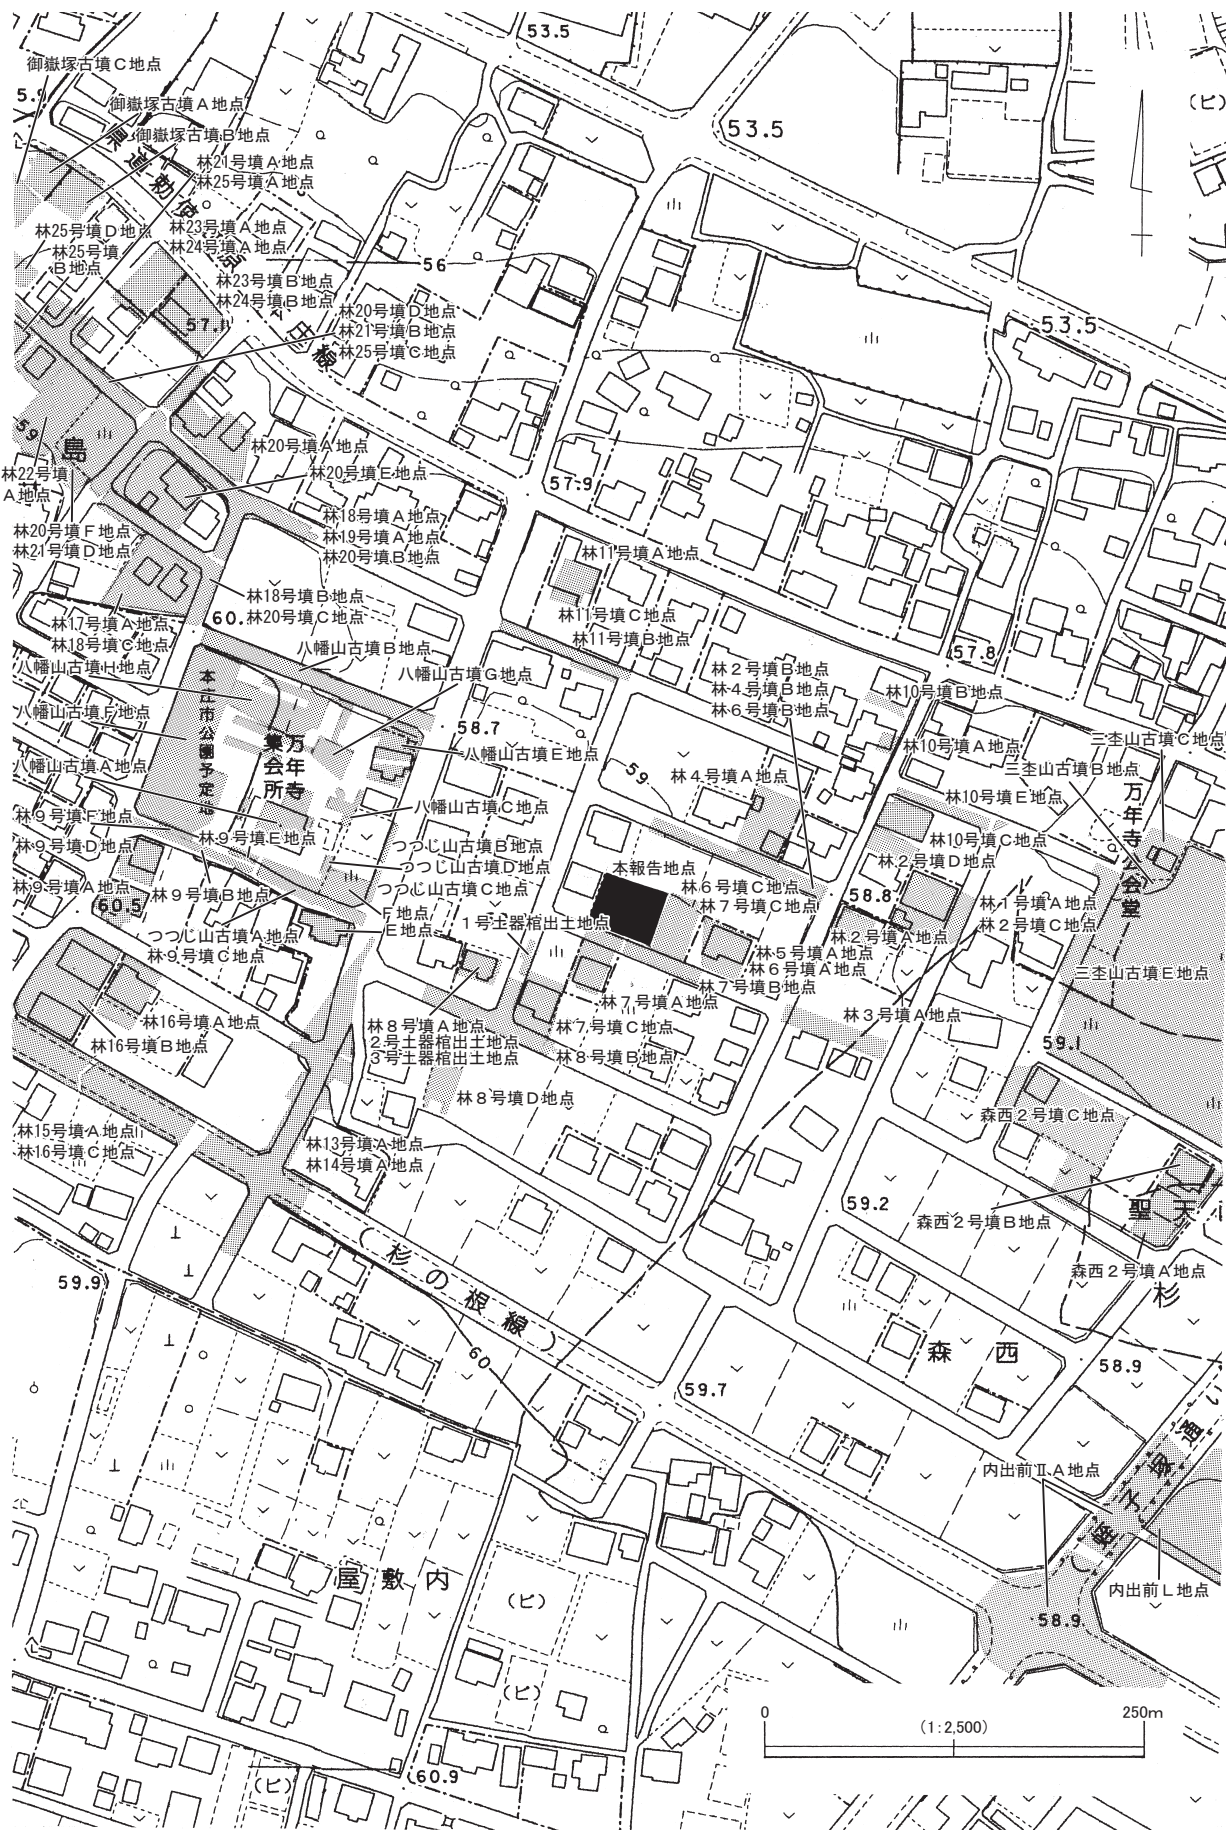 53.5
御嶽塚古墳C地点
5.9
御嶽塚古墳A地点
御嶽塚古墳B地点
(ピ)
53.5
県道勅使河
林21号墳A地点
林25号墳A地点
林25号墳D地点
林25号墳
B地点
林23号墳A地点
林24号墳A地点
56
林23号墳B地点
林24号墳B地点
庄線
57.8
林20号墳D地点
林21号墳B地点
林25号墳C地点
53.5
59
島
林20号墳A地点
林20号墳E地点
林22号墳
A地点
57.9
林18号墳A地点
林19号墳A地点
林20号墳B地点
林20号墳F地点
林21号墳D地点
林11号墳A地点
林18号墳B地点
林20号墳C地点
60.
林11号墳C地点
林11号墳B地点
林17号墳A地点
林18号墳C地点
八幡山古墳H地点
八幡山古墳B地点
57.8
八幡山古墳G地点
林2号墳B地点
林4号墳B地点
林6号墳B地点
林10号墳B地点
本庄市公園予定地
八幡山古墳F地点
58.7
万年寺
集会所
八幡山古墳E地点
林10号墳A地点
三杢山古墳C地点
八幡山古墳A地点
59
林4号墳A地点
三杢山古墳B地点
林10号墳E地点
万年寺公会堂
八幡山古墳C地点
林9号墳F地点
林9号墳E地点
林9号墳D地点
つつじ山古墳B地点
つつじ山古墳D地点
林10号墳C地点
林2号墳D地点
本報告地点
林9号墳A地点
林9号墳B地点
つつじ山古墳C地点
林6号墳C地点
林7号墳C地点
58.8
60.5
F地点
E地点
1号土器棺出土地点
林1号墳A地点
林2号墳C地点
つつじ山古墳A地点
林9号墳C地点
林2号墳A地点
林5号墳A地点
林6号墳A地点
林7号墳B地点
三杢山古墳E地点
林7号墳A地点
林16号墳A地点
林16号墳B地点
林3号墳A地点
林8号墳A地点
2号土器棺出土地点
3号土器棺出土地点
林7号墳C地点
林8号墳B地点
59.1
林8号墳D地点
森西2号墳C地点
林15号墳A地点
林16号墳C地点
林13号墳A地点
林14号墳A地点
59.2
聖天
森西2号墳B地点
森西2号墳A地点
杉
59.9
(杉の根線)
60
森西
58.9
59.7
(蛭子塚通
い
内出前ⅡA地点
屋敷内
(ピ)
内出前L地点
58.9
(ピ)
0
250m
(1:2,500)
60.9
(ピ)